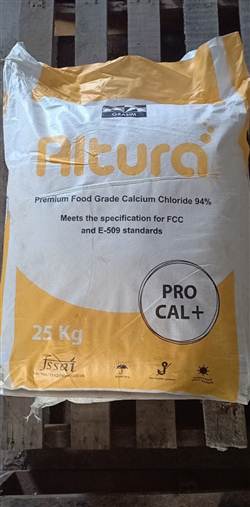 GRASIM
Altura
Premium Food Grade Calcium Chloride 94%
Meets the specification for FCC
and E-509 standards
PRO
CAL+
25 Kg
fssai